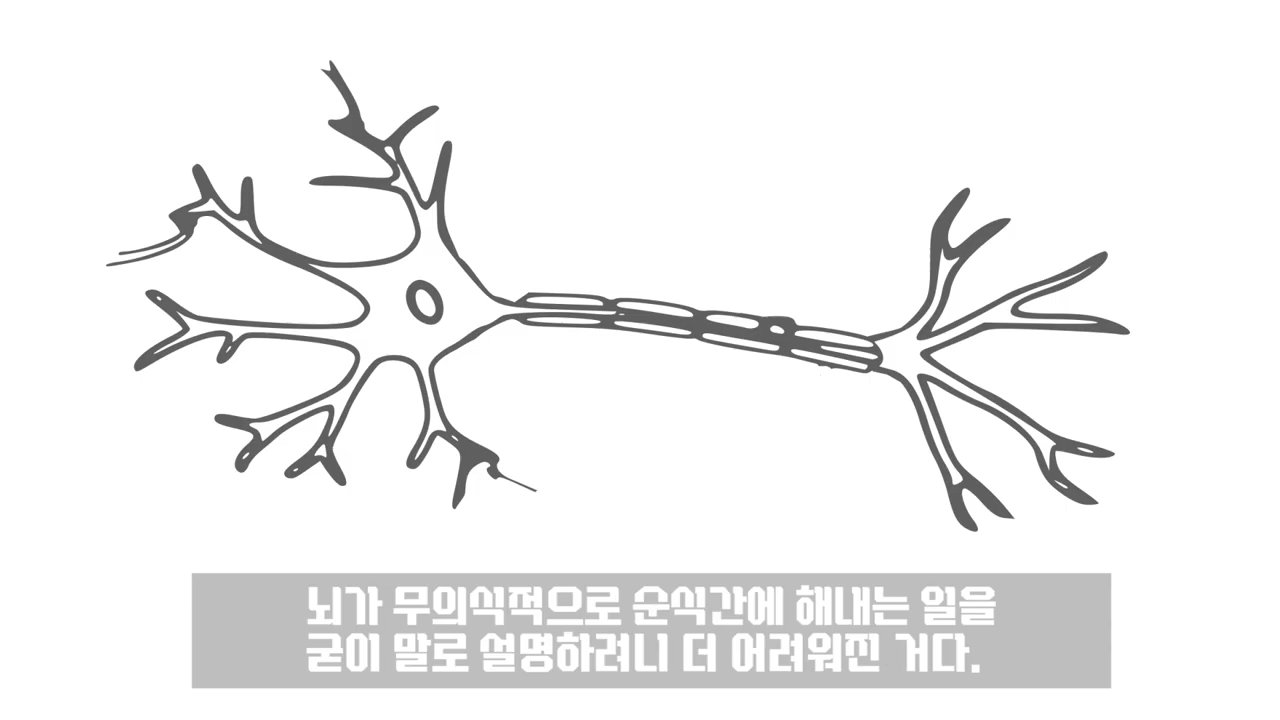 뇌가 무의식적으로 순식간에 해내는 일을
굳이 말로 설명하려니 더 어려워진 거다.